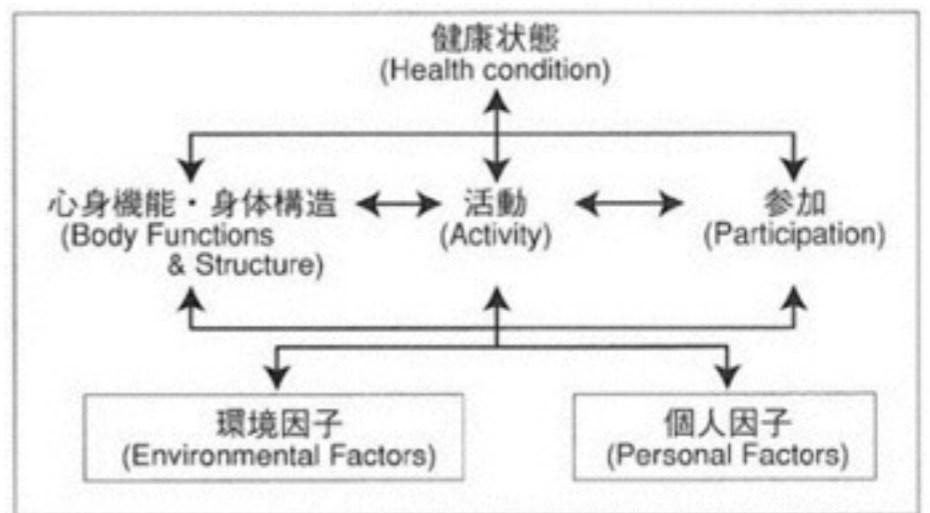 健康状態
(Health condition)
心身機能・身体構造
(Body Functions
& Structure)
活動
(Activity)
参加
(Participation)
環境因子
(Environmental Factors)
個人因子
(Personal Factors)